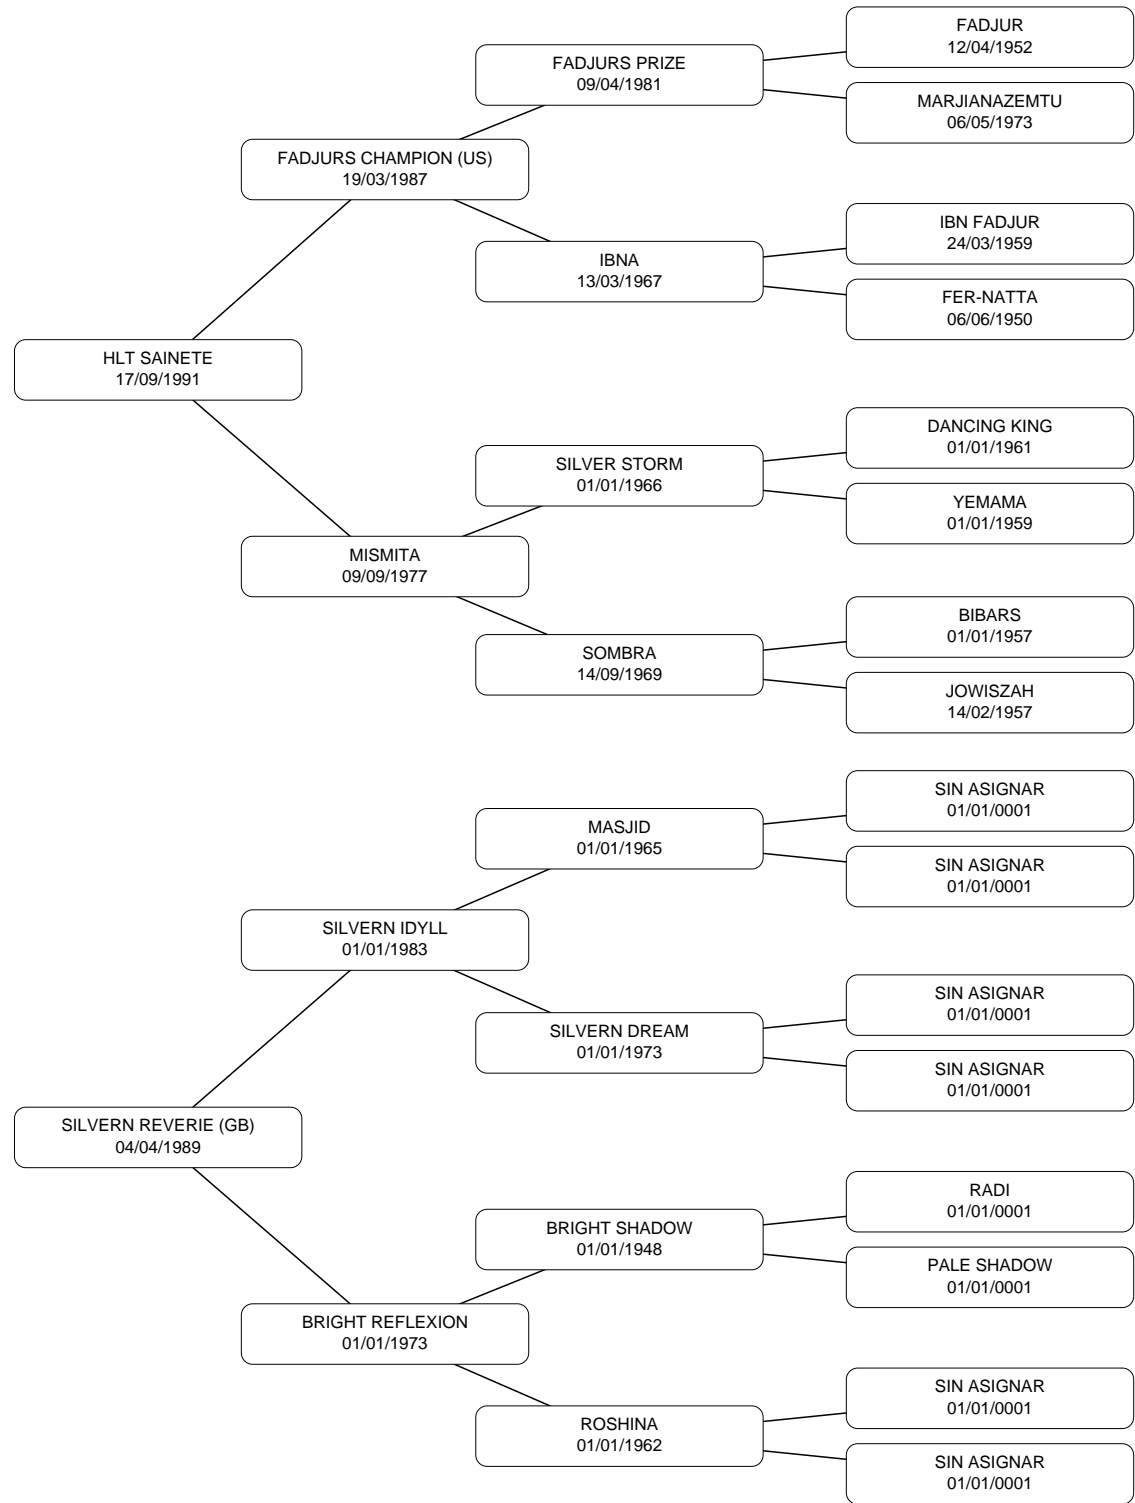 FADJUR
12/04/1952
FADJURS PRIZE
09/04/1981
MARJIANAZEMTU
06/05/1973
FADJURS CHAMPION (US)
19/03/1987
IBN FADJUR
24/03/1959
IBNA
13/03/1967
FER-NATTA
06/06/1950
HLT SAINETE
17/09/1991
DANCING KING
01/01/1961
SILVER STORM
01/01/1966
YEMAMA
01/01/1959
MISMITA
09/09/1977
BIBARS
01/01/1957
SOMBRA
14/09/1969
JOWISZAH
14/02/1957
SIN ASIGNAR
01/01/0001
MASJID
01/01/1965
SIN ASIGNAR
01/01/0001
SILVERN IDYLL
01/01/1983
SIN ASIGNAR
01/01/0001
SILVERN DREAM
01/01/1973
SIN ASIGNAR
01/01/0001
SILVERN REVERIE (GB)
04/04/1989
RADI
01/01/0001
BRIGHT SHADOW
01/01/1948
PALE SHADOW
01/01/0001
BRIGHT REFLEXION
01/01/1973
SIN ASIGNAR
01/01/0001
ROSHINA
01/01/1962
SIN ASIGNAR
01/01/0001